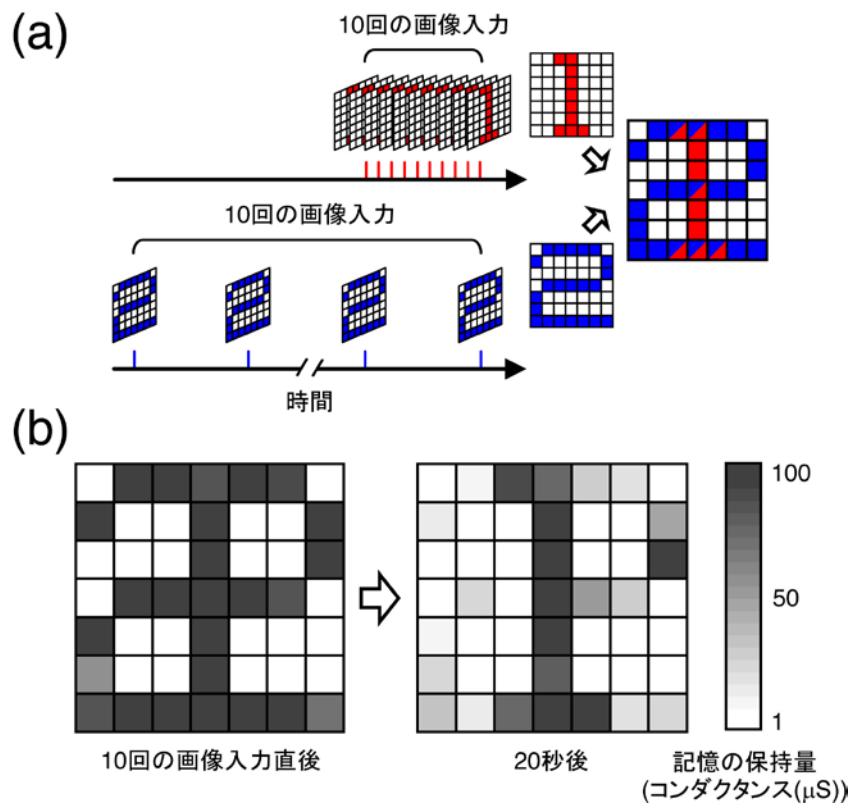 (a)
10回の画像入力
10回の画像入力
時間
(b)
100
50
1
10回の画像入力直後
20秒後
記憶の保持量
(コンダクタンス(μS))